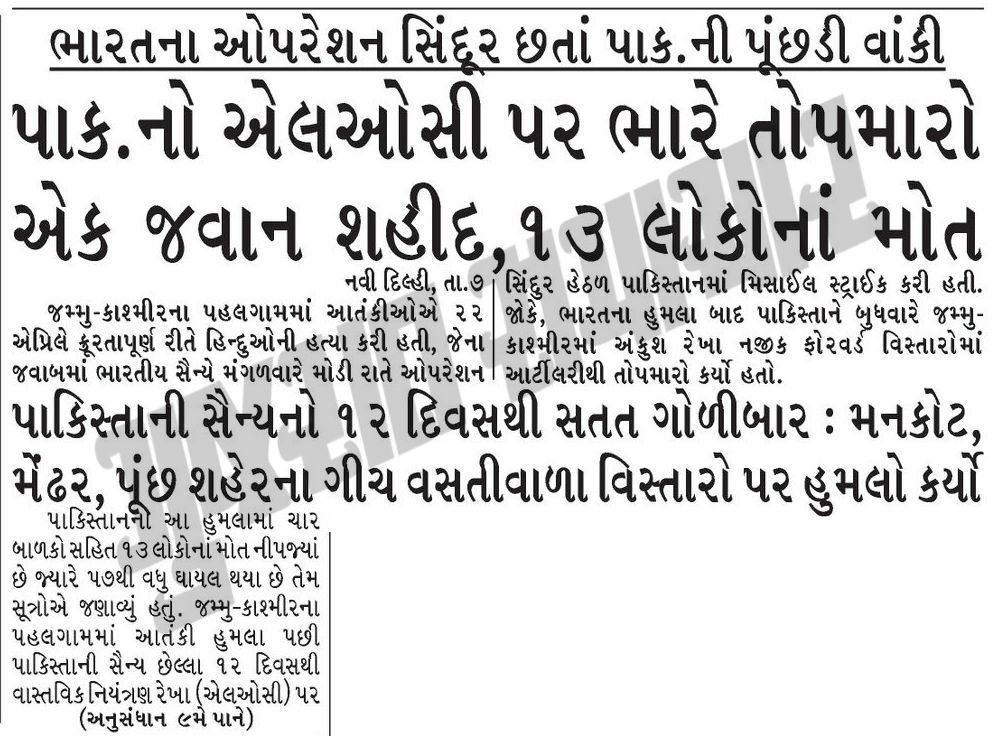 ભારતના ઓપરેશન સિંદૂર છતાં પાક.ની પૂંછડી વાંકી
પાક.નો એલઓસી પર ભારે તોપમારો
એક જવાન શહીદ,૧૩ લોકોનાં મોત
નવી દિલ્હી, તા.૭
જમ્મુ-કાશ્મીરના પહલગામમાં આતંકીઓએ ૨૨
એપ્રિલે ક્રૂરતાપૂર્ણ રીતે હિન્દુઓની હત્યા કરી હતી, જેના
જવાબમાં ભારતીય સૈન્યે મંગળવારે મોડી રાતે ઓપરેશન
સિંદુર હેઠળ પાકિસ્તાનમાં મિસાઈલ સ્ટ્રાઈક કરી હતી.
જોકે, ભારતના હુમલા બાદ પાકિસ્તાને બુધવારે જમ્મુ-
કાશ્મીરમાં અંકુશ રેખા નજીક ફોરવર્ડ વિસ્તારોમાં
આર્ટીલરીથી તોપમારો કર્યો હતો.
પાકિસ્તાની સૈન્યનો ૧૨ દિવસથી સતત ગોળીબાર : મનકોટ,
મેંઢર, પૂંછ શહેરના ગીચ વસતીવાળા વિસ્તારો પર હુમલો કર્યો
પાકિસ્તાનના આ હુમલામાં ચાર
બાળકો સહિત ૧૩ લોકોનાં મોત નીપજ્યાં
છે જ્યારે ૫૭થી વધુ ઘાયલ થયા છે તેમ
સૂત્રોએ જણાવ્યું હતું. જમ્મુ-કાશ્મીરના
પહલગામમાં આતંકી હુમલા પછી
પાકિસ્તાની સૈન્ય છેલ્લા ૧૨ દિવસથી
વાસ્તવિક નિયંત્રણ રેખા (એલઓસી) પર
(અનુસંધાન ૯મે પાને)
ગુજરાત સમાચાર